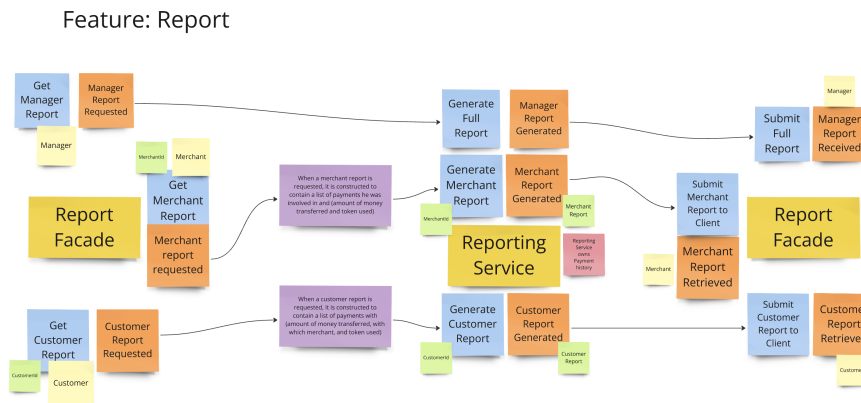 Feature: Report
Get
Manager
Report
Manager
Report
Requested
Manager
Generate
Full
Report
Manager
Report
Generated
Manager
Submit
Full
Report
Manager
Report
Received
MerchantId
Merchant
Get
Merchant
Report
Merchant
report
requested
Report
Facade
When a merchant report is
requested, it is constructed to
contain a list of payments he was
involved in and (amount of money
transferred and token used)
Generate
Merchant
Report
Merchant
Report
Generated
MerchantId
Merchant
Report
Reporting
Service
Reporting
Service
owns
Payment
history
Submit
Merchant
Report to
Client
Merchant
Merchant
Report
Retrieved
Report
Facade
Get
Customer
Report
Customer
Report
Requested
CustomerId
Customer
When a customer report is
requested, it is constructed to
contain a list of payments with
(amount of money transferred, with
which merchant, and token used)
Generate
Customer
Report
Customer
Report
Generated
CustomerId
Customer
Report
Submit
Customer
Report to
Client
Custome
Report
Retrieve
Custome